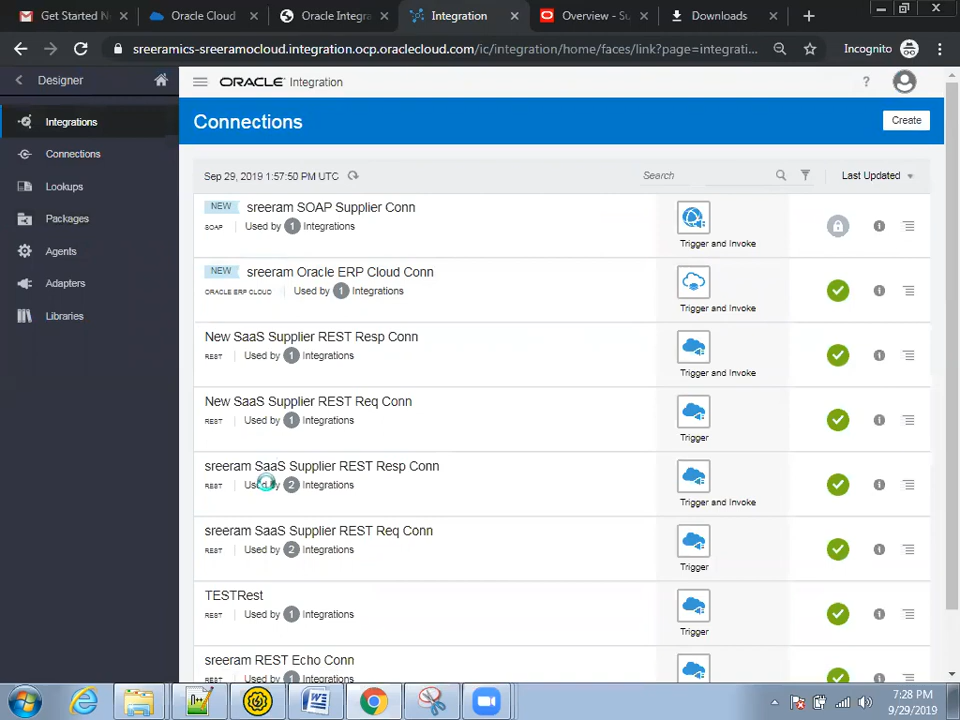 Get Started N
Oracle Cloud
Oracle Integra
Integration
Overview - Su
Downloads
sreeramics-sreeramocloud.integration.ocp.oraclecloud.com/ic/integration/home/faces/link?page=integrati...
Incognito
Designer
ORACLE Integration
?
Integrations
Connections
Lookups
Packages
Agents
Adapters
Libraries
Connections
Create
Sep 29, 2019 1:57:50 PM UTC
Search
Last Updated
NEW sreeram SOAP Supplier Conn
SOAP Used by 1 Integrations
Trigger and Invoke
NEW sreeram Oracle ERP Cloud Conn
ORACLE ERP CLOUD Used by 1 Integrations
Trigger and Invoke
New SaaS Supplier REST Resp Conn
REST Used by 1 Integrations
Trigger and Invoke
New SaaS Supplier REST Req Conn
REST Used by 1 Integrations
Trigger
sreeram SaaS Supplier REST Resp Conn
REST Used by 2 Integrations
Trigger and Invoke
sreeram SaaS Supplier REST Req Conn
REST Used by 2 Integrations
Trigger
TESTRest
REST Used by 1 Integrations
Trigger
sreeram REST Echo Conn
REST Used by 1 Integrations
7:28 PM
9/29/2019